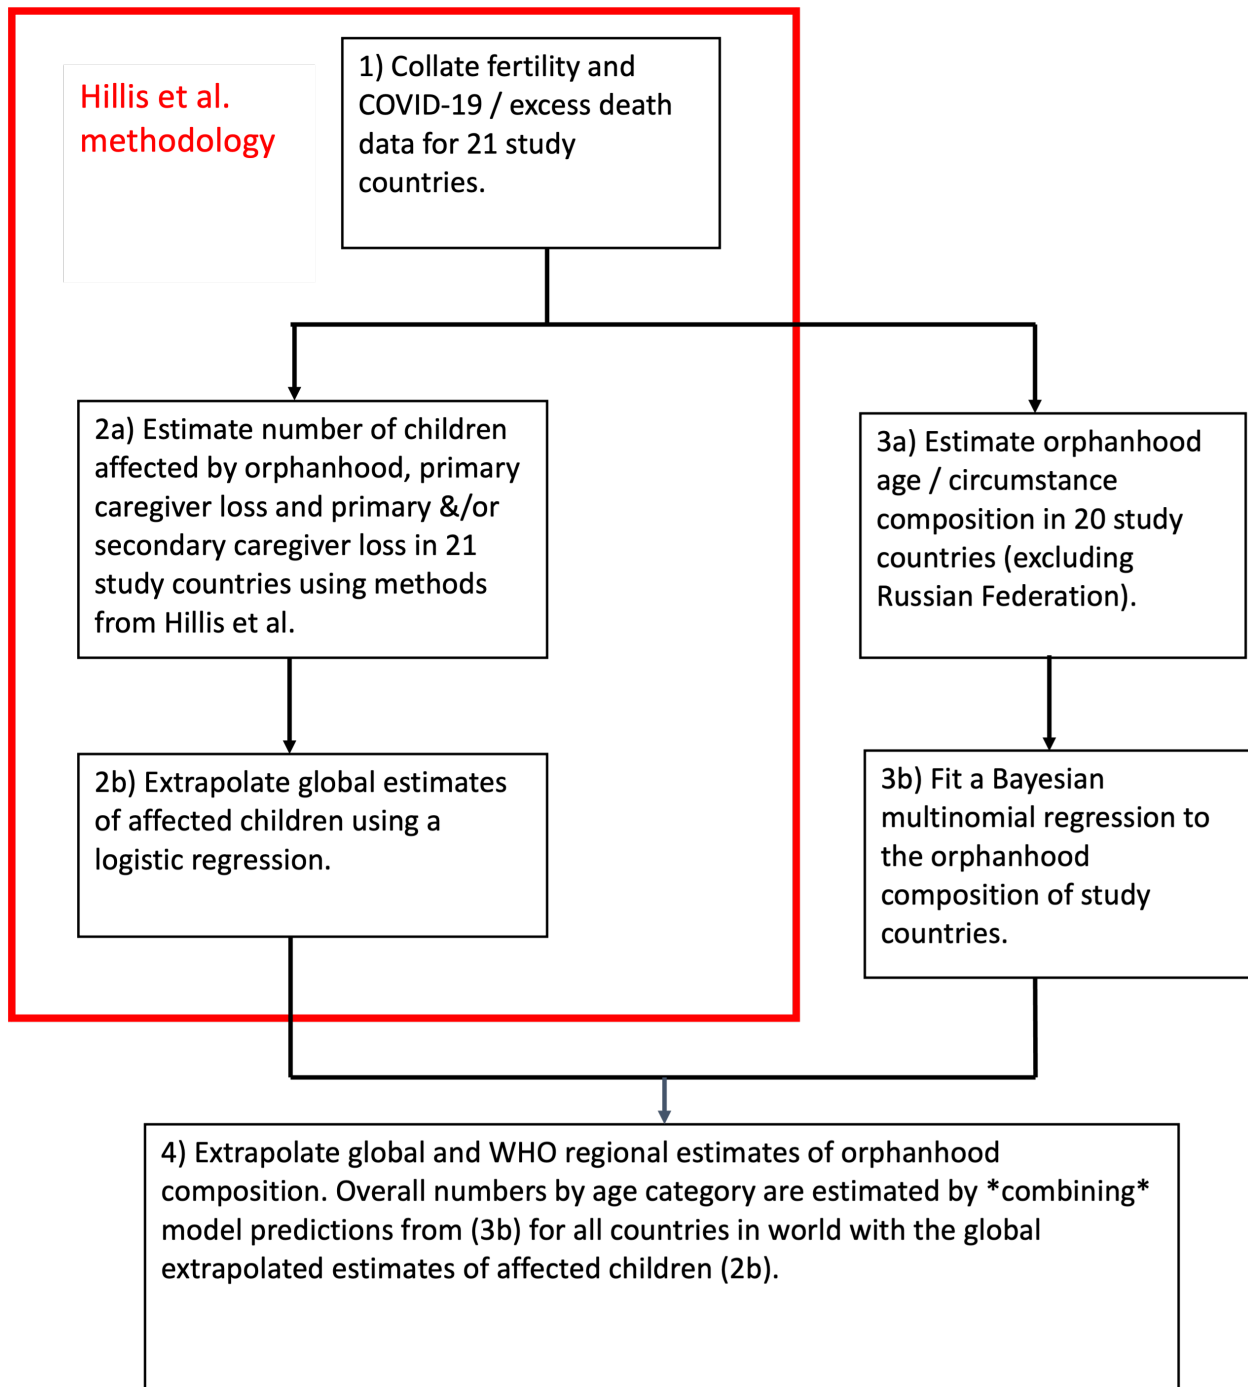 Hillis et al.
methodology
1) Collate fertility and
COVID-19 / excess death
data for 21 study
countries.
2a) Estimate number of children
affected by orphanhood, primary
caregiver loss and primary &/or
secondary caregiver loss in 21
study countries using methods
from Hillis et al.
3a) Estimate orphanhood
age / circumstance
composition in 20 study
countries (excluding
Russian Federation).
2b) Extrapolate global estimates
of affected children using a
logistic regression.
3b) Fit a Bayesian
multinomial regression to
the orphanhood
composition of study
countries.
4) Extrapolate global and WHO regional estimates of orphanhood
composition. Overall numbers by age category are estimated by *combining*
model predictions from (3b) for all countries in world with the global
extrapolated estimates of affected children (2b).